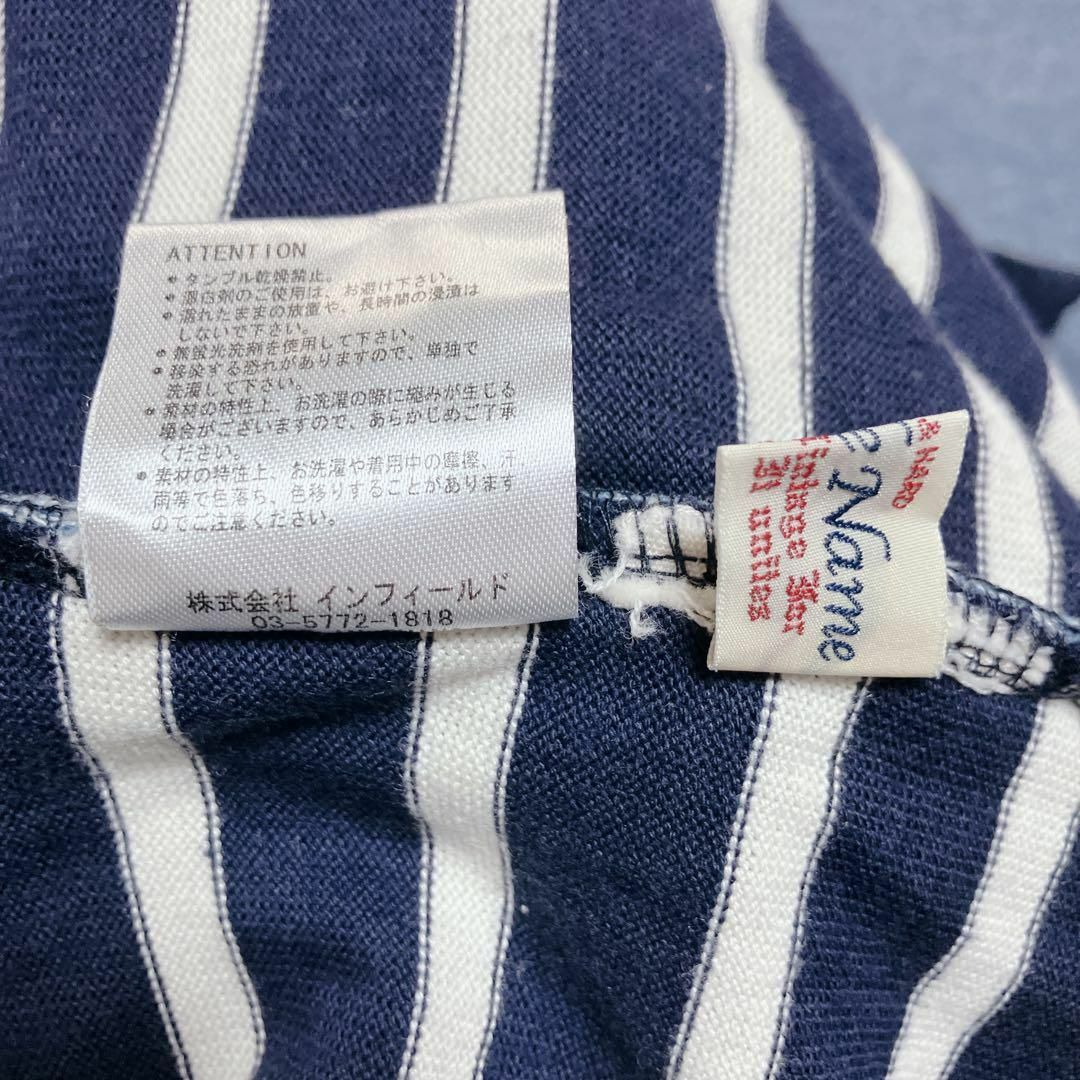 ATTENTION
● タンブル乾燥禁止。
● 漂白剤のご使用は、お避け下さい。
● 濡れたままの放置や、長時間の浸漬は
しないで下さい。
● 無蛍光洗剤を使用して下さい。
● 移染する恐れがありますので、単独で
洗濯して下さい。
● 素材の特性上、お洗濯の際に縮みが生じる
場合がございますので、あらかじめご了承
ください。
● 素材の特性上、お洗濯や着用中の摩擦、汗
雨等で色落ち、色移りすることがあります
のでご注意ください。
株式会社 インフィールド
03-5772-1818
& HARD
Name
For
31 unites